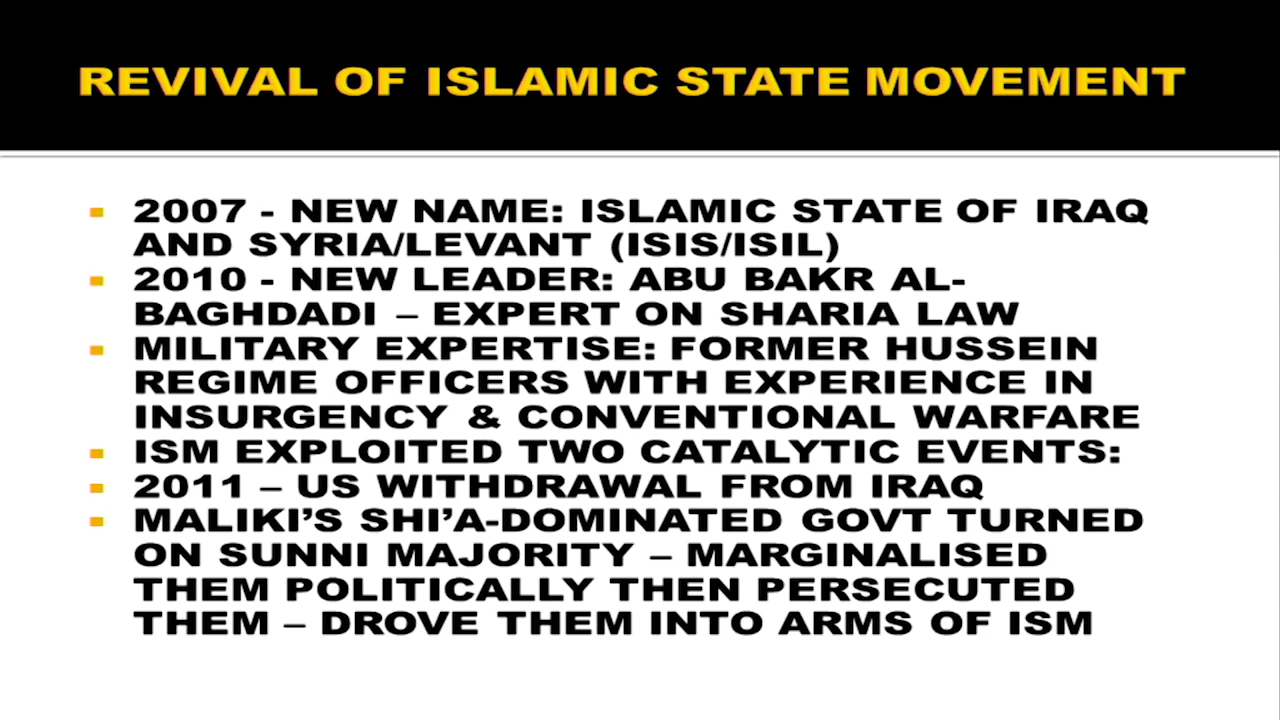 REVIVAL OF ISLAMIC STATE MOVEMENT
2007 - NEW NAME: ISLAMIC STATE OF IRAQ
AND SYRIA/LEVANT (ISIS/ISIL)
2010 - NEW LEADER: ABU BAKR AL-
BAGHDADI – EXPERT ON SHARIA LAW
MILITARY EXPERTISE: FORMER HUSSEIN
REGIME OFFICERS WITH EXPERIENCE IN
INSURGENCY & CONVENTIONAL WARFARE
ISM EXPLOITED TWO CATALYTIC EVENTS:
2011 – US WITHDRAWAL FROM IRAQ
MALIKI’S SHI’A-DOMINATED GOVT TURNED
ON SUNNI MAJORITY – MARGINALISED
THEM POLITICALLY THEN PERSECUTED
THEM – DROVE THEM INTO ARMS OF ISM